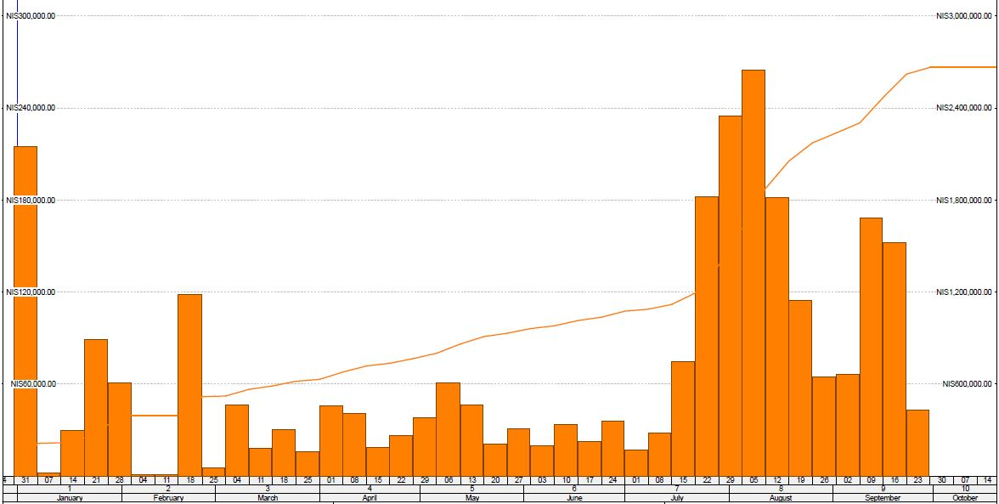 NIS300,000.00 NIS3,000,000.00
NIS240,000.00 NIS2,400,000.00
NIS180,000.00 NIS1,800,000.00
NIS120,000.00 NIS1,200,000.00
NIS60,000.00 NIS600,000.00
4 31 07 14 21 28 04 11 18 25 04 11 18 25 01 08 15 22 29 06 13 20 27 03 10 17 24 01 08 15 22 29 05 12 19 26 02 09 16 23 30 07 14
1 2 3 4 5 6 7 8 9 10
January February March April May June July August September October